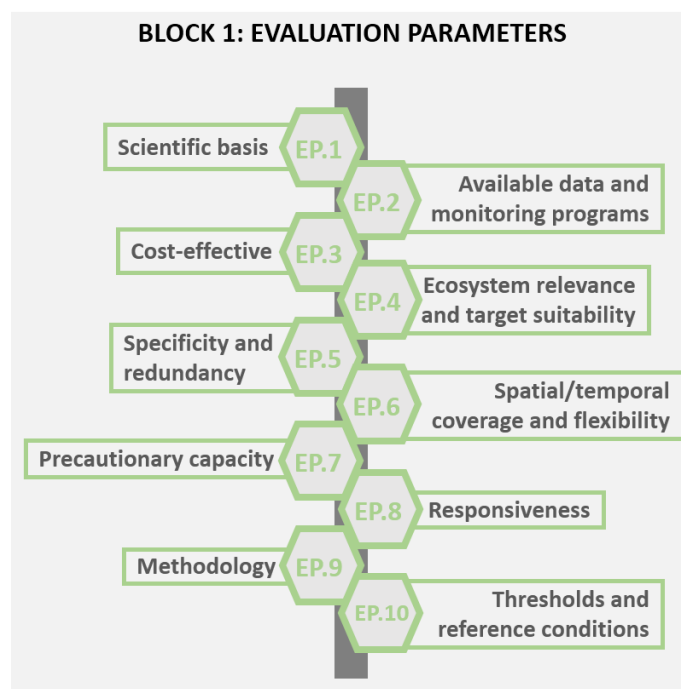 BLOCK 1: EVALUATION PARAMETERS
Scientific basis
EP.1
EP.2
Available data and
monitoring programs
Cost-effective
EP.3
EP.4
Ecosystem relevance
and target suitability
Specificity and
redundancy
EP.5
EP.6
Spatial/temporal
coverage and flexibility
Precautionary capacity
EP.7
EP.8
Responsiveness
Methodology
EP.9
EP.10
Thresholds and
reference conditions